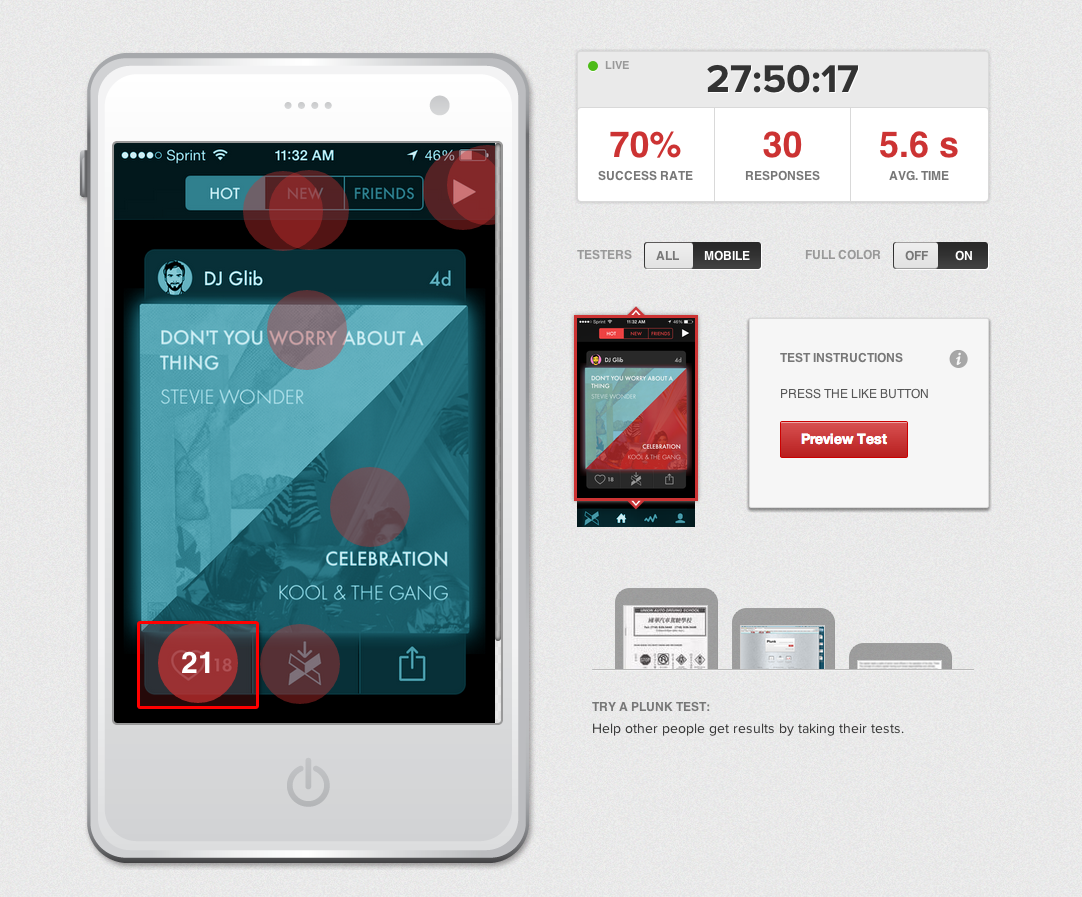 Sprint 11:32 AM 46%
HOT NEW FRIENDS
DJ Glib 4d
DON'T YOU WORRY ABOUT A
THING
STEVIE WONDER
CELEBRATION
KOOL & THE GANG
21 18
LIVE
27:50:17
70% 30 5.6 s
SUCCESS RATE RESPONSES AVG. TIME
TESTERS ALL MOBILE FULL COLOR OFF ON
Sprint 11:32 AM 46%
HOT NEW FRIENDS
DJ Glib 4d
DON'T YOU WORRY ABOUT A
THING
STEVIE WONDER
CELEBRATION
KOOL & THE GANG
18
TEST INSTRUCTIONS i
PRESS THE LIKE BUTTON
Preview Test
UNION AUTO DRIVING SCHOOL
Plunk
TRY A PLUNK TEST:
Help other people get results by taking their tests.